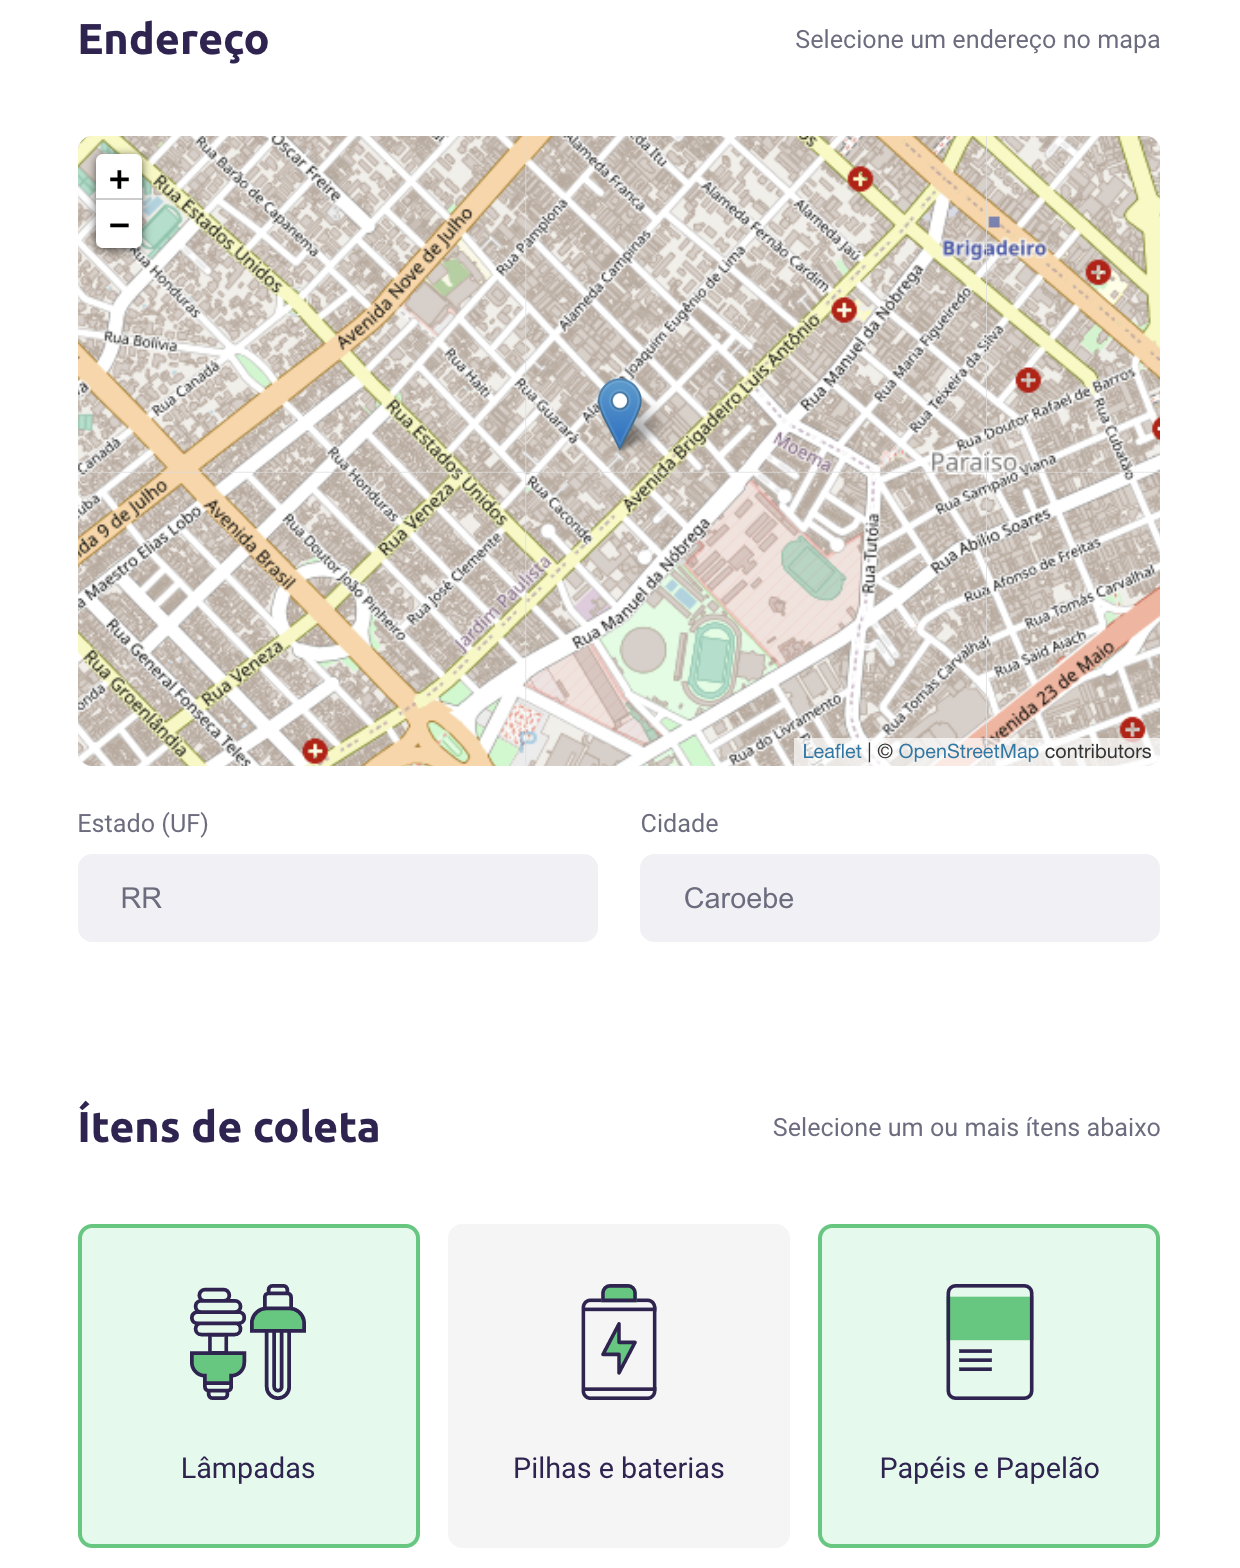 Endereço
Selecione um endereço no mapa
+
−
Rua Estados Unidos
Rua Barão de Capanema
Oscar Freire
Avenida Nove de Julho
Rua Pamplona
Alameda Franca
da Itu
Alameda Campinas
Alameda Fernão Cardim
Alameda Jaú
Joaquim Eugênio de Lima
Brigadeiro
Rua Honduras
Rua Bolívia
Rua Canadá
Rua Haiti
Rua Guarará
Avenida Brigadeiro Luís Antônio
Rua Manuel da Nóbrega
Rua Maria Figueiredo
Rua Teixeira da Silva
Rua Doutor Rafael de Barros
Rua Cubatão
Canadá
Rua Estados Unidos
Rua Honduras
Rua Caconde
Moema
Paraíso
Rua Sampaio Viana
da 9 de Julho
Maestro Elias Lobo
Avenida Brasil
Rua Veneza
Rua Doutor João Pinheiro
Rua José Clemente
Jardim Paulista
Rua Manuel da Nóbrega
Rua Tutóia
Rua Abílio Soares
Rua Afonso de Freitas
Rua Tomás Carvalhal
Rua General Fonseca Teles
Rua Veneza
Rua Groenlândia
Rua Tomás Carvalhal
Rua Said Aiach
Avenida 23 de Maio
Rua do Livramento
P
Leaflet | © OpenStreetMap contributors
Estado (UF)
Cidade
RR
Caroebe
Ítens de coleta
Selecione um ou mais ítens abaixo
Lâmpadas
Pilhas e baterias
Papéis e Papelão